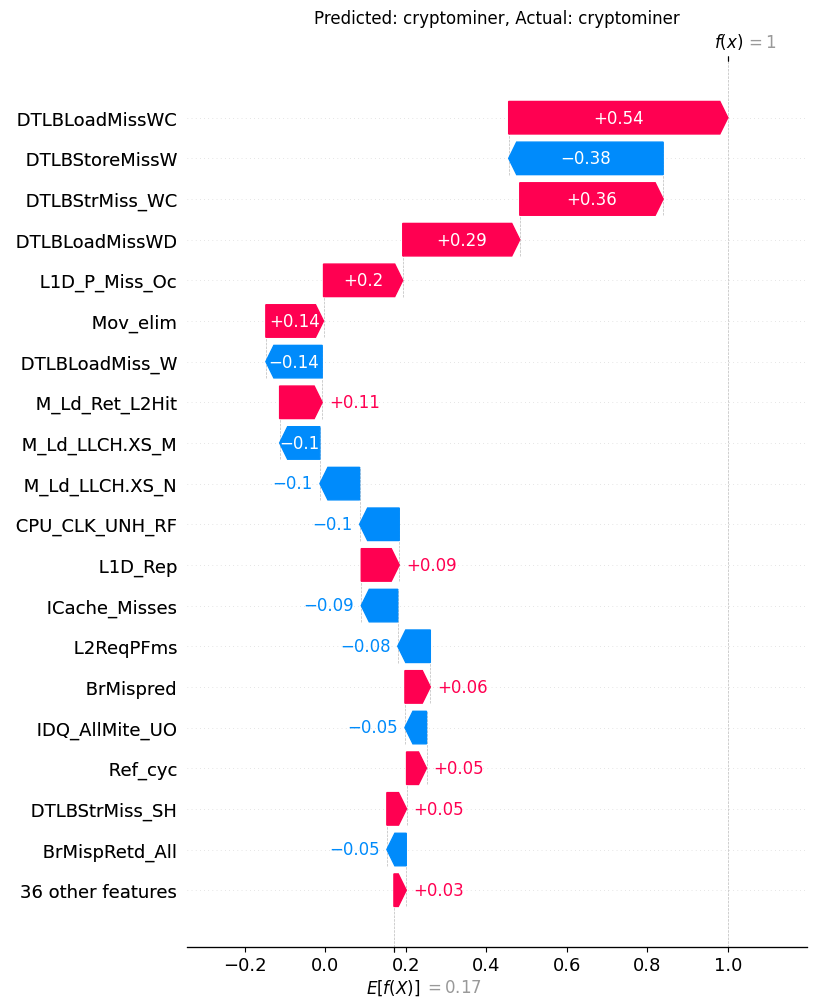 Predicted: cryptominer, Actual: cryptominer
f(x) = 1
DTLBLoadMissWC +0.54
DTLBStoreMissW −0.38
DTLBStrMiss_WC +0.36
DTLBLoadMissWD +0.29
L1D_P_Miss_Oc +0.2
Mov_elim +0.14
DTLBLoadMiss_W −0.14
M_Ld_Ret_L2Hit +0.11
M_Ld_LLCH.XS_M −0.1
M_Ld_LLCH.XS_N −0.1
CPU_CLK_UNH_RF −0.1
L1D_Rep +0.09
ICache_Misses −0.09
L2ReqPFms −0.08
BrMispred +0.06
IDQ_AllMite_UO −0.05
Ref_cyc +0.05
DTLBStrMiss_SH +0.05
BrMispRetd_All −0.05
36 other features +0.03
−0.2 0.0 0.2 0.4 0.6 0.8 1.0
E[f(X)] = 0.17